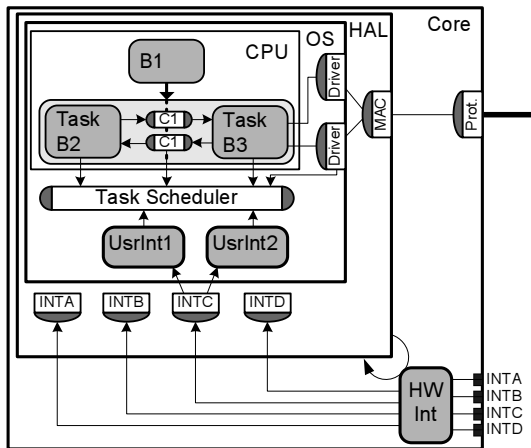 Core
HAL
OS
CPU
B1
Driver
Task
B2
C1
C1
Task
B3
Driver
MAC
Prot.
Task Scheduler
UsrInt1
UsrInt2
INTA
INTB
INTC
INTD
HW
Int
INTA
INTB
INTC
INTD